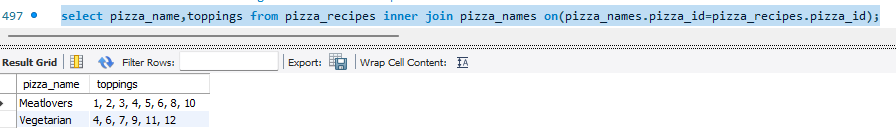 497 select pizza_name,toppings from pizza_recipes inner join pizza_names on(pizza_names.pizza_id=pizza_recipes.pizza_id);
Result Grid Filter Rows: Export: Wrap Cell Content: IA
pizza_name toppings
Meatlovers 1, 2, 3, 4, 5, 6, 8, 10
Vegetarian 4, 6, 7, 9, 11, 12